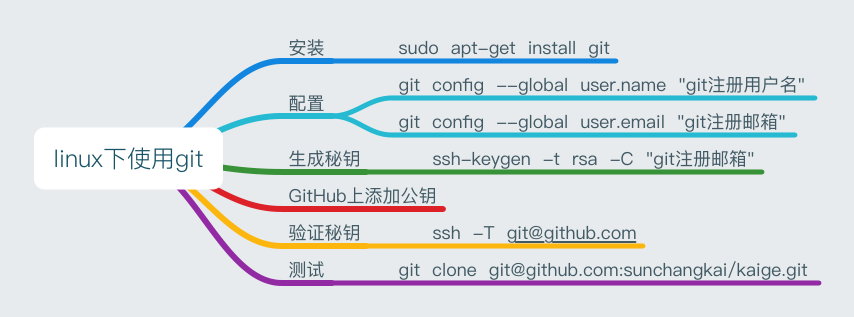 linux下使用git
安装 sudo apt-get install git
配置
git config --global user.name "git注册用户名"
git config --global user.email "git注册邮箱"
生成秘钥 ssh-keygen -t rsa -C "git注册邮箱"
GitHub上添加公钥
验证秘钥 ssh -T git@github.com
测试 git clone git@github.com:sunchangkai/kaige.git